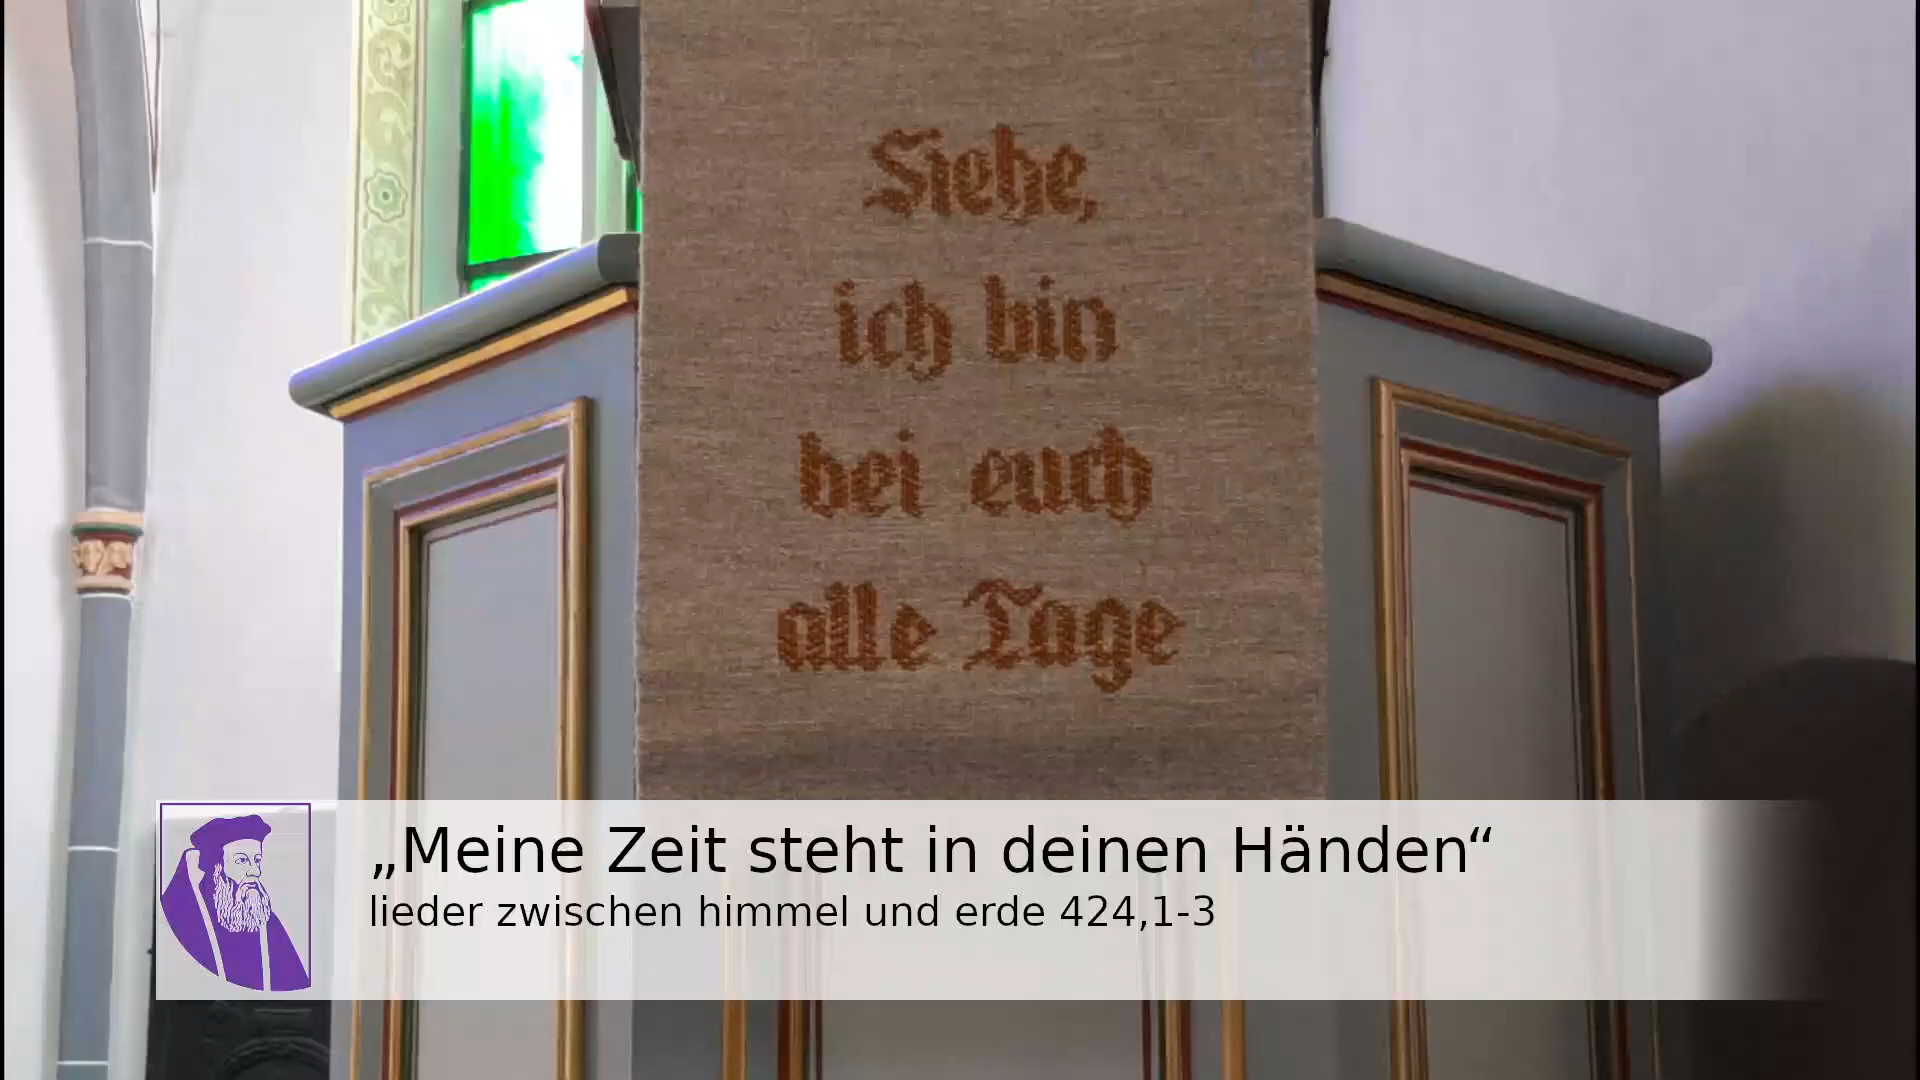 Siehe,
ich bin
bei euch
alle Tage
„Meine Zeit steht in deinen Händen“
lieder zwischen himmel und erde 424,1-3